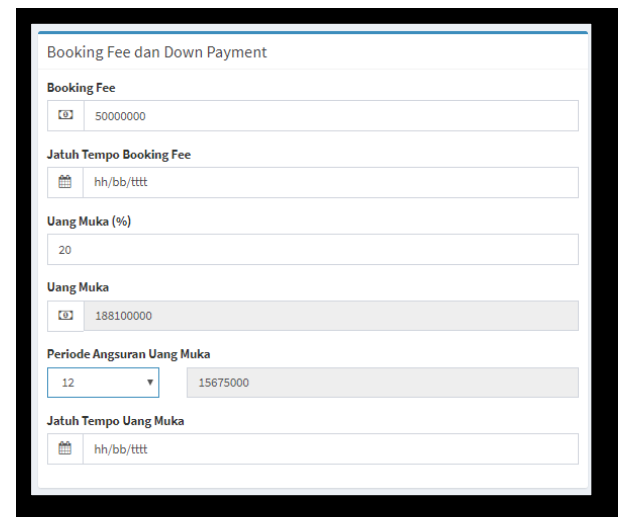 Booking Fee dan Down Payment
Booking Fee
50000000
Jatuh Tempo Booking Fee
hh/bb/tttt
Uang Muka (%)
20
Uang Muka
188100000
Periode Angsuran Uang Muka
12 15675000
Jatuh Tempo Uang Muka
hh/bb/tttt